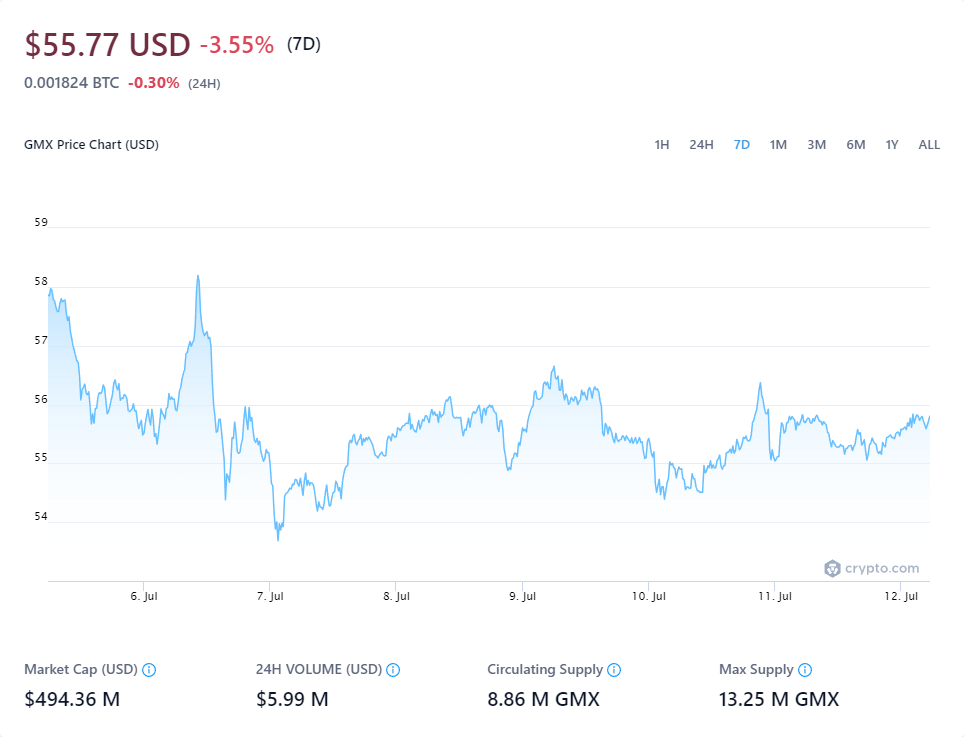 $55.77 USD -3.55% (7D)
0.001824 BTC -0.30% (24H)
GMX Price Chart (USD) 1H 24H 7D 1M 3M 6M 1Y ALL
59
58
57
56
55
54
crypto.com
6. Jul 7. Jul 8. Jul 9. Jul 10. Jul 11. Jul 12. Jul
Market Cap (USD) 24H VOLUME (USD) Circulating Supply Max Supply
$494.36 M $5.99 M 8.86 M GMX 13.25 M GMX